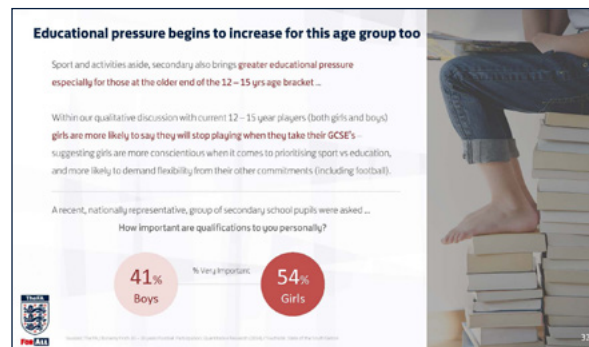 Educational pressure begins to increase for this age group too
Sport and activities aside, secondary also brings greater educational pressure
especially for those at the older end of the 12 – 15 yrs age bracket ...
Within our qualitative discussion with current 12 – 15 year players (both girls and boys)
girls are more likely to say they will stop playing when they take their GCSE's –
suggesting girls are more conscientious when it comes to prioritising sport vs education,
and more likely to demand flexibility from their other commitments (including football).
A recent, nationally representative, group of secondary school pupils were asked ...
How important are qualifications to you personally?
41%
Boys
% Very Important
54%
Girls
TheFA
For ALL